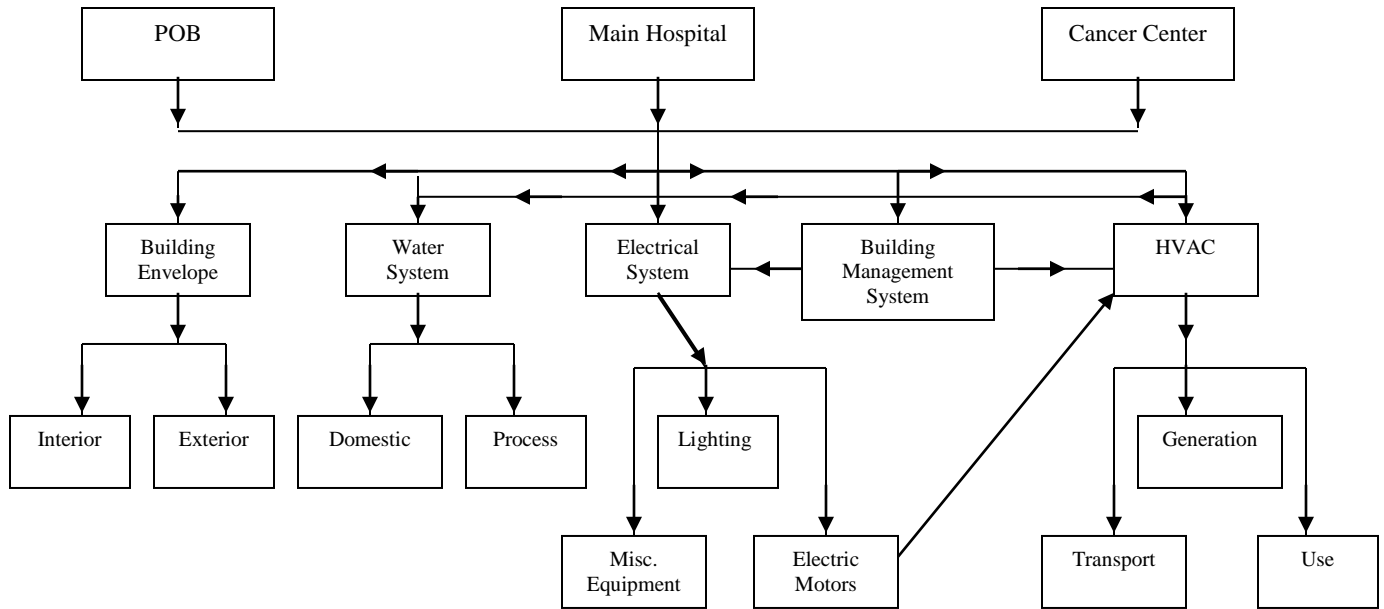 POB
Main Hospital
Cancer Center
Building
Envelope
Water
System
Electrical
System
Building
Management
System
HVAC
Interior
Exterior
Domestic
Process
Lighting
Generation
Misc.
Equipment
Electric
Motors
Transport
Use